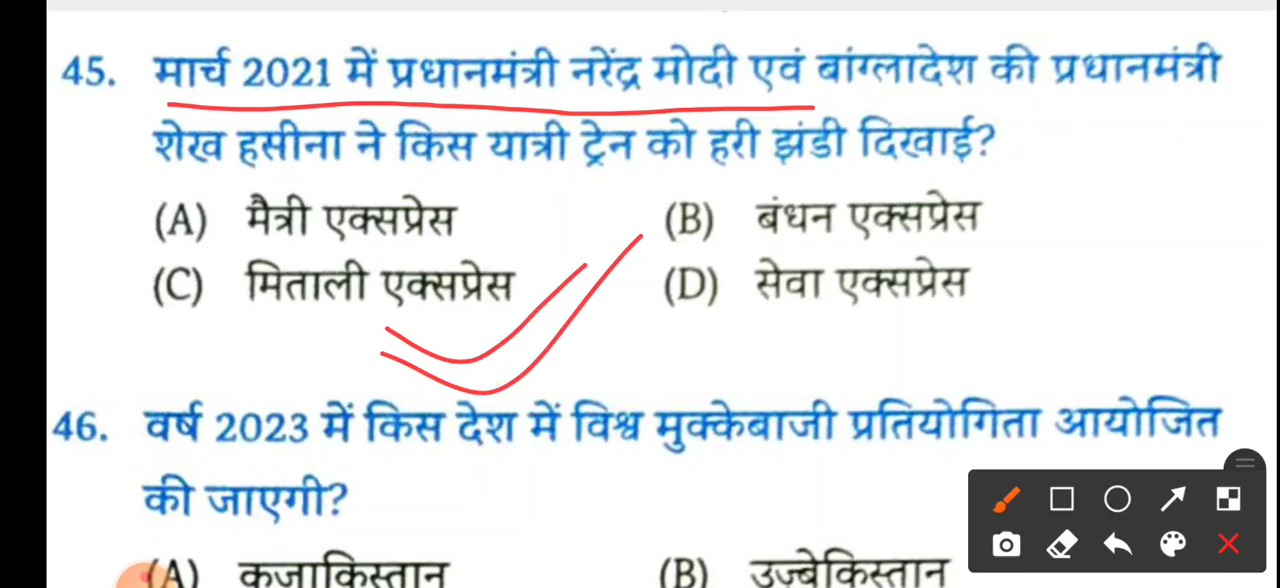 45. मार्च 2021 में प्रधानमंत्री नरेंद्र मोदी एवं बांग्लादेश की प्रधानमंत्री
शेख हसीना ने किस यात्री ट्रेन को हरी झंडी दिखाई?
(A) मैत्री एक्सप्रेस (B) बंधन एक्सप्रेस
(C) मिताली एक्सप्रेस (D) सेवा एक्सप्रेस
46. वर्ष 2023 में किस देश में विश्व मुक्केबाजी प्रतियोगिता आयोजित
की जाएगी?
(A) कजाकिस्तान (B) उज्बेकिस्तान